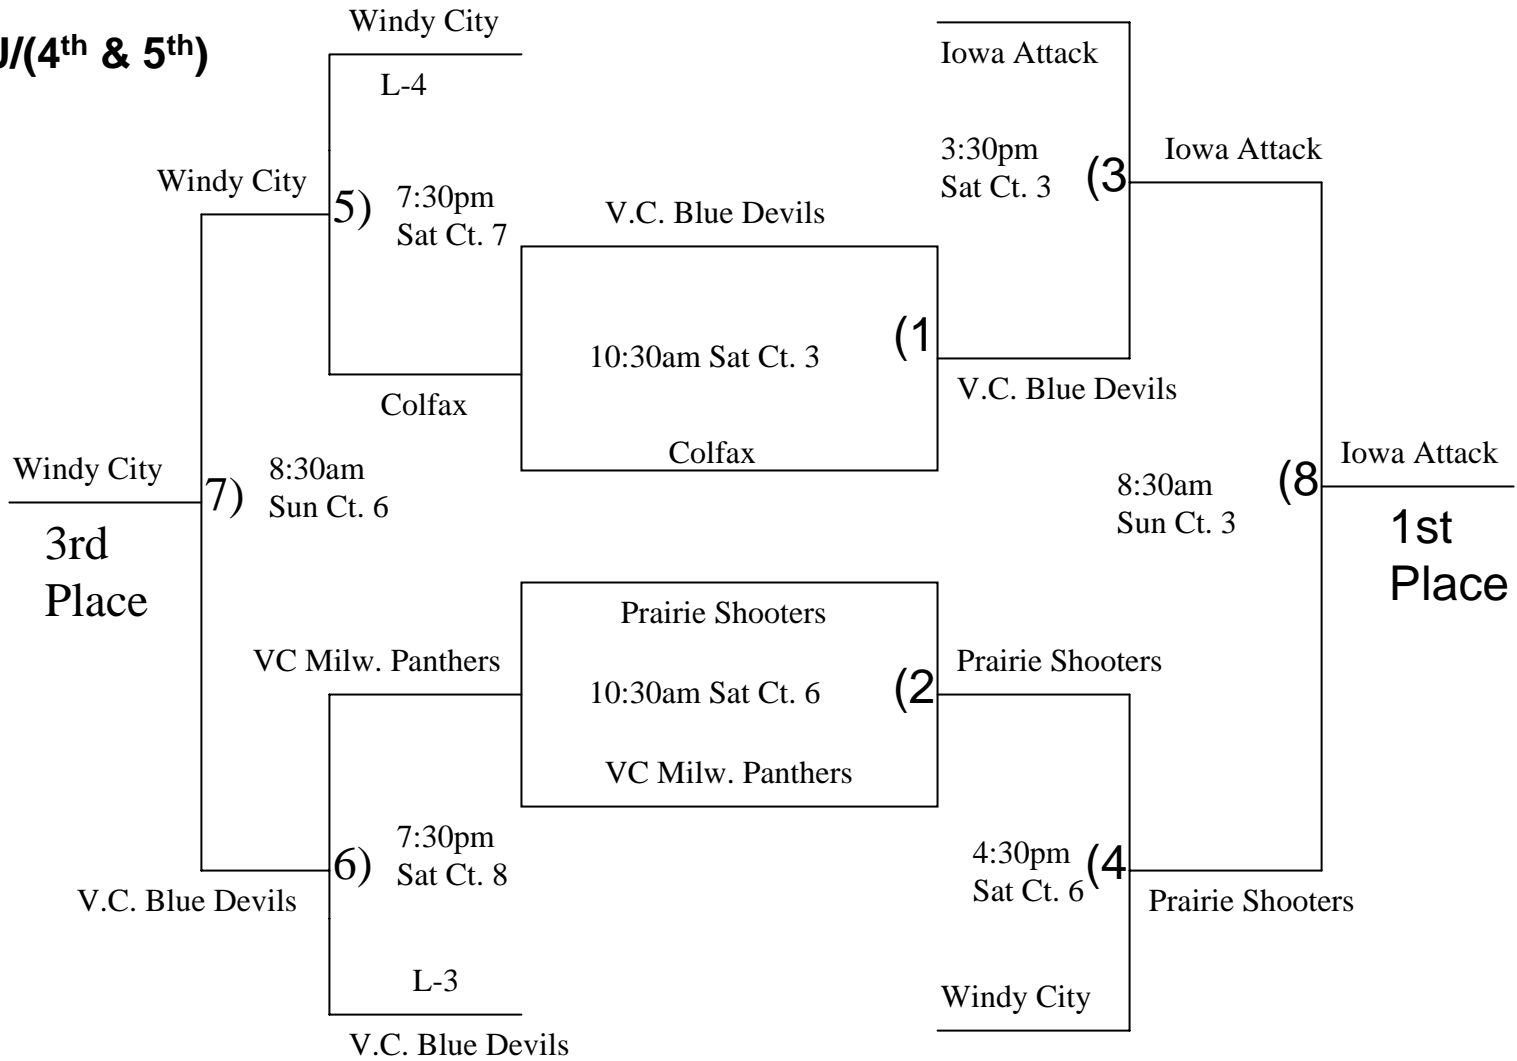 Windy City
/(4th & 5th)
L-4
Iowa Attack
3:30pm
Sat Ct. 3
(3
Iowa Attack
Windy City
5)
7:30pm
Sat Ct. 7
V.C. Blue Devils
10:30am Sat Ct. 3
(1
V.C. Blue Devils
Colfax
Colfax
Windy City
7)
8:30am
Sun Ct. 6
3rd
Place
8:30am
Sun Ct. 3
(8
Iowa Attack
1st
Place
Prairie Shooters
VC Milw. Panthers
10:30am Sat Ct. 6
(2
Prairie Shooters
VC Milw. Panthers
7:30pm
Sat Ct. 8
6)
V.C. Blue Devils
4:30pm
Sat Ct. 6
(4
Prairie Shooters
L-3
V.C. Blue Devils
Windy City